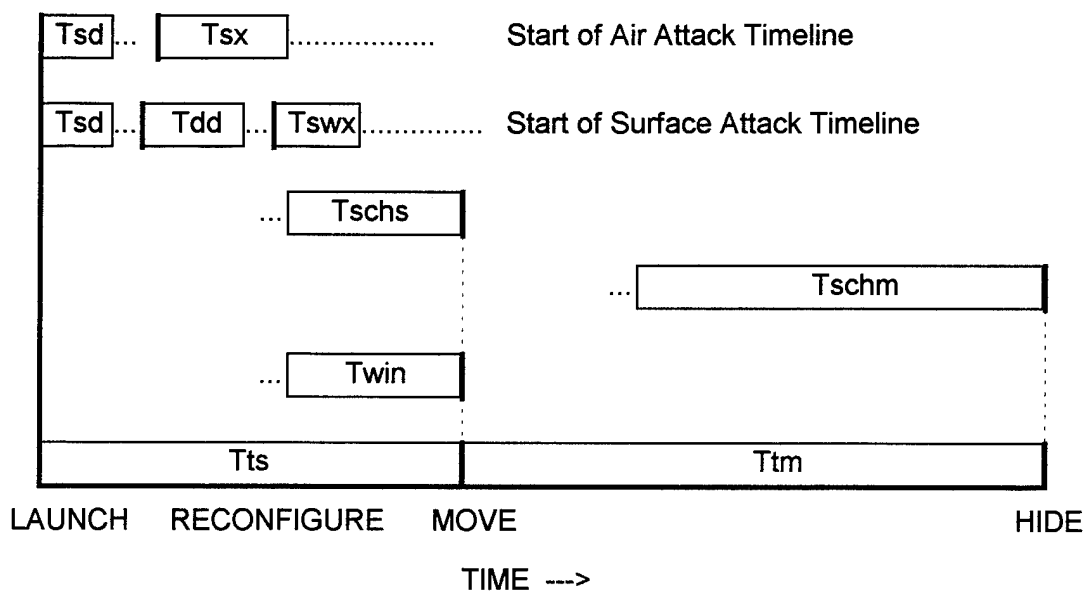 Tsd... Tsx .................. Start of Air Attack Timeline
Tsd... Tdd ... Tswx............... Start of Surface Attack Timeline
... Tschs
... Tschm
... Twin
Tts Ttm
LAUNCH RECONFIGURE MOVE HIDE
TIME --->